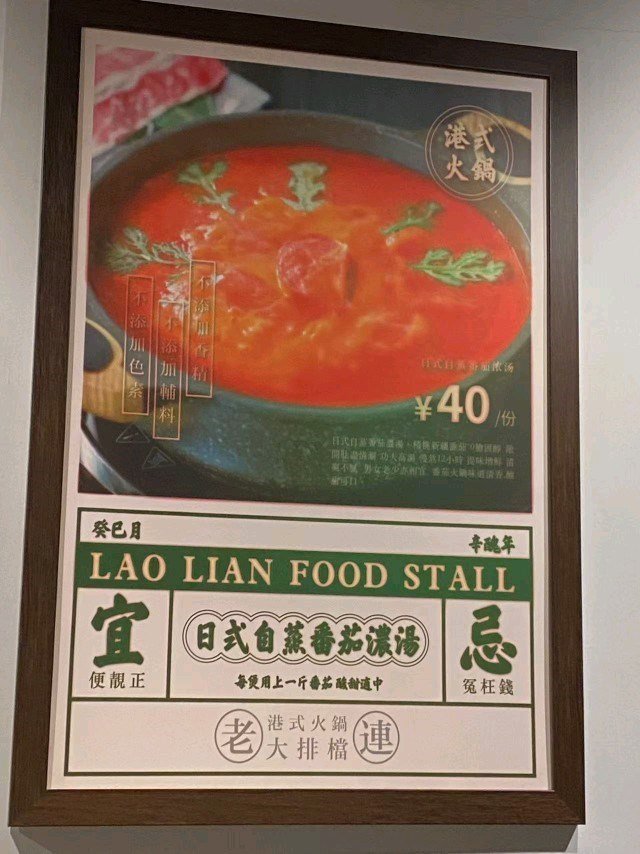 港式
火鍋
不添加香精
不添加輔料
不添加色素
日式自蒸番茄浓汤
¥40/份
癸巳月
辛醜年
LAO LIAN FOOD STALL
宜
便靚正
日式自蒸番茄濃湯
每煲用上一斤番茄酸甜適中
忌
冤枉錢
老
港式火鍋
大排檔
連